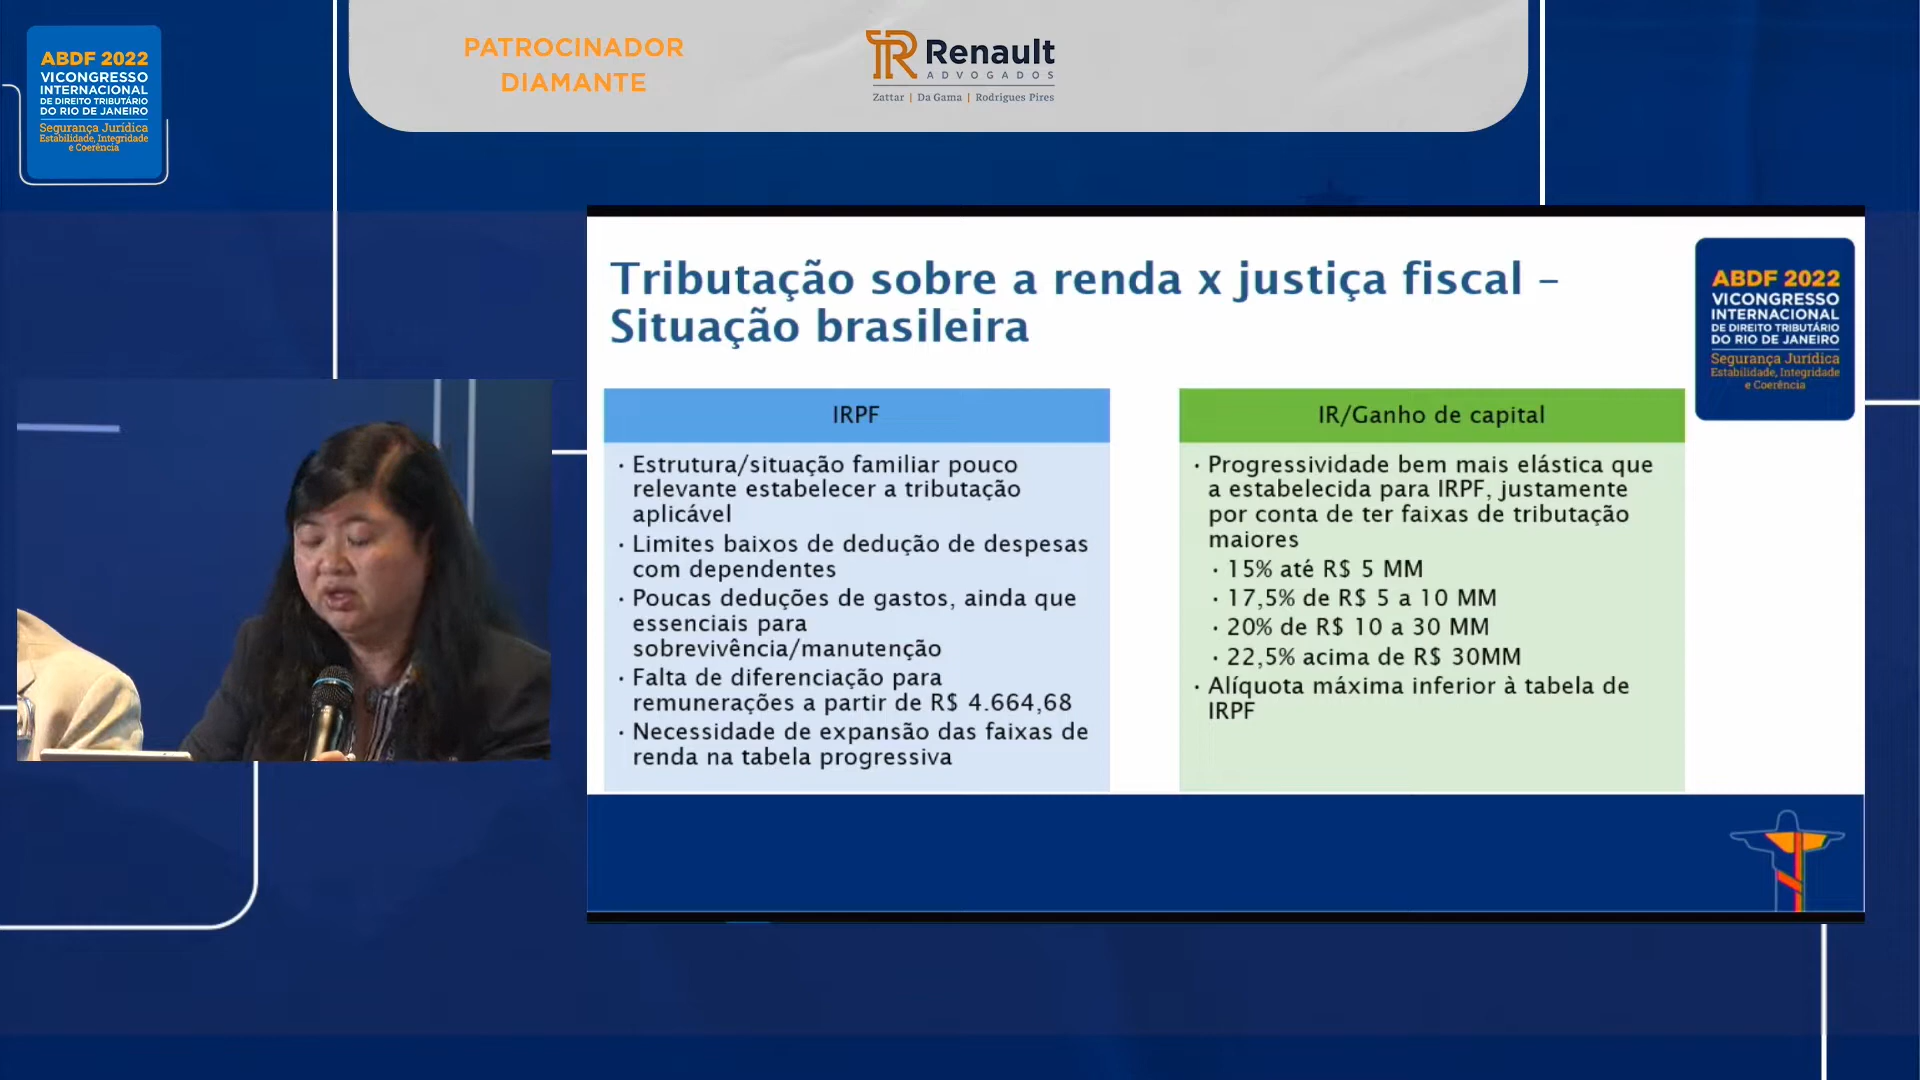 ABDF 2022
VICONGRESSO
INTERNACIONAL
DE DIREITO TRIBUTÁRIO
DO RIO DE JANEIRO
Segurança Jurídica
Estabilidade, Integridade
e Coerência
PATROCINADOR
DIAMANTE
Renault
ADVOGADOS
Zattar | Da Gama | Rodrigues Pires
Tributação sobre a renda x justiça fiscal –
Situação brasileira
ABDF 2022
VICONGRESSO
INTERNACIONAL
DE DIREITO TRIBUTÁRIO
DO RIO DE JANEIRO
Segurança Jurídica
Estabilidade, Integridade
e Coerência
IRPF
· Estrutura/situação familiar pouco
relevante estabelecer a tributação
aplicável
· Limites baixos de dedução de despesas
com dependentes
· Poucas deduções de gastos, ainda que
essenciais para
sobrevivência/manutenção
· Falta de diferenciação para
remunerações a partir de R$ 4.664,68
· Necessidade de expansão das faixas de
renda na tabela progressiva
IR/Ganho de capital
· Progressividade bem mais elástica que
a estabelecida para IRPF, justamente
por conta de ter faixas de tributação
maiores
· 15% até R$ 5 MM
· 17,5% de R$ 5 a 10 MM
· 20% de R$ 10 a 30 MM
· 22,5% acima de R$ 30MM
· Alíquota máxima inferior à tabela de
IRPF